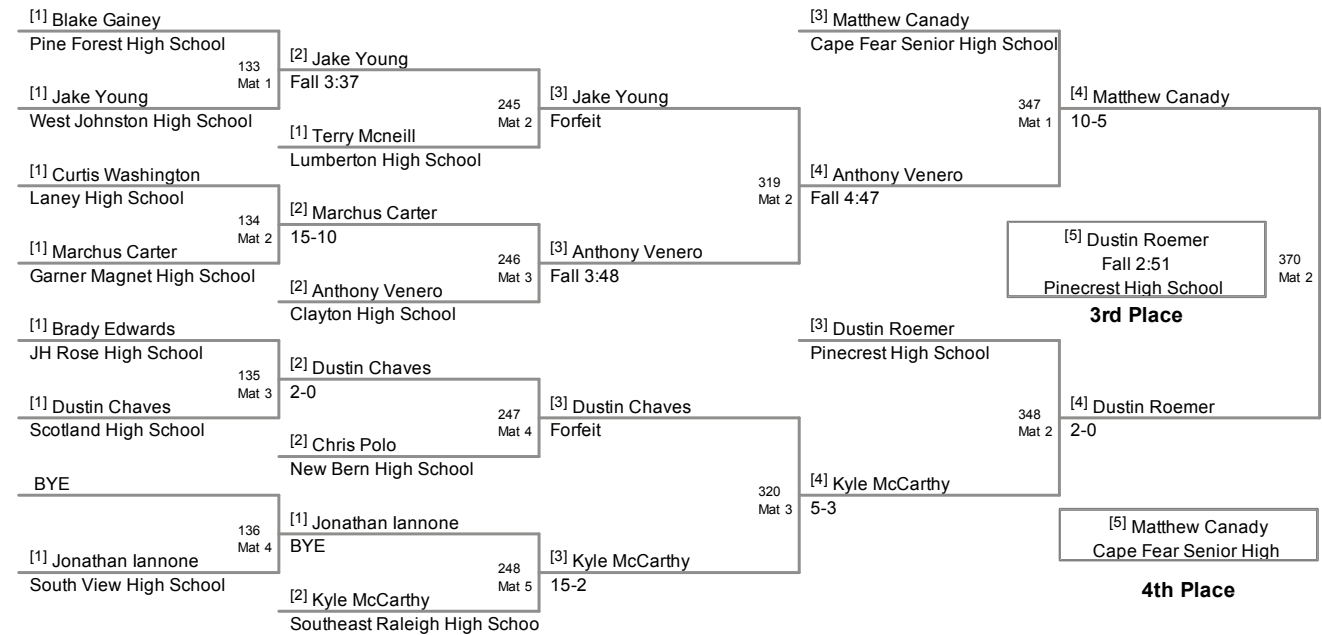 [1] Blake Gainey
Pine Forest High School
133
Mat 1
[1] Jake Young
West Johnston High School
[1] Curtis Washington
Laney High School
134
Mat 2
[1] Marchus Carter
Garner Magnet High School
[1] Brady Edwards
JH Rose High School
135
Mat 3
[1] Dustin Chaves
Scotland High School
BYE
136
Mat 4
[1] Jonathan Iannone
South View High School
[2] Jake Young
Fall 3:37
245
Mat 2
[1] Terry Mcneill
Lumberton High School
[2] Marchus Carter
15-10
246
Mat 3
[2] Anthony Venero
Clayton High School
[2] Dustin Chaves
2-0
247
Mat 4
[2] Chris Polo
New Bern High School
[1] Jonathan Iannone
BYE
248
Mat 5
[2] Kyle McCarthy
Southeast Raleigh High Schoo
[3] Jake Young
Forfeit
319
Mat 2
[3] Anthony Venero
Fall 3:48
[3] Dustin Chaves
Forfeit
320
Mat 3
[3] Kyle McCarthy
15-2
[3] Matthew Canady
Cape Fear Senior High School
347
Mat 1
[4] Anthony Venero
Fall 4:47
[3] Dustin Roemer
Pinecrest High School
348
Mat 2
[4] Kyle McCarthy
5-3
[4] Matthew Canady
10-5
[5] Dustin Roemer
Fall 2:51
Pinecrest High School
370
Mat 2
3rd Place
[4] Dustin Roemer
2-0
[5] Matthew Canady
Cape Fear Senior High
4th Place